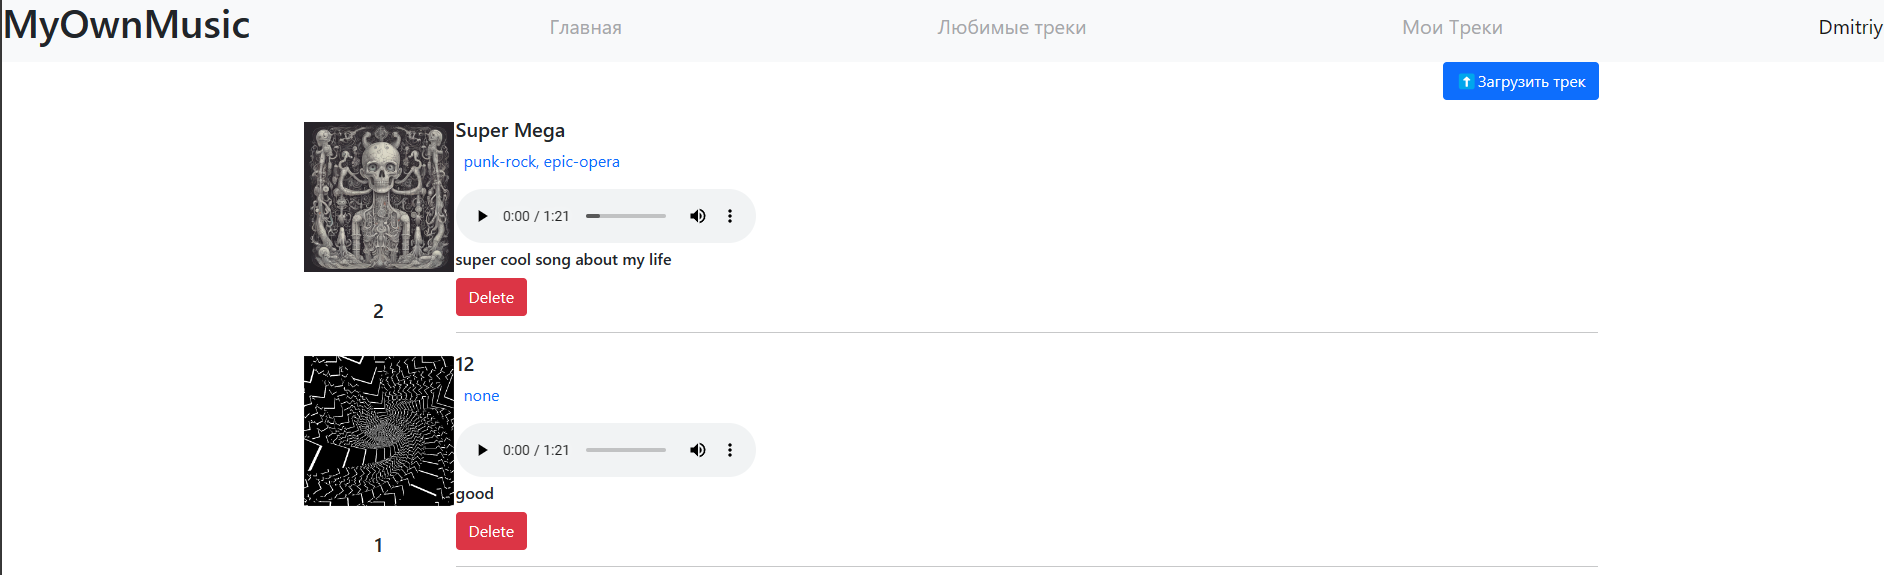 MyOwnMusic Главная Любимые треки Мои Треки Dmitriy
Загрузить трек
Super Mega
punk-rock, epic-opera
0:00 / 1:21
super cool song about my life
Delete
2
12
none
0:00 / 1:21
good
Delete
1